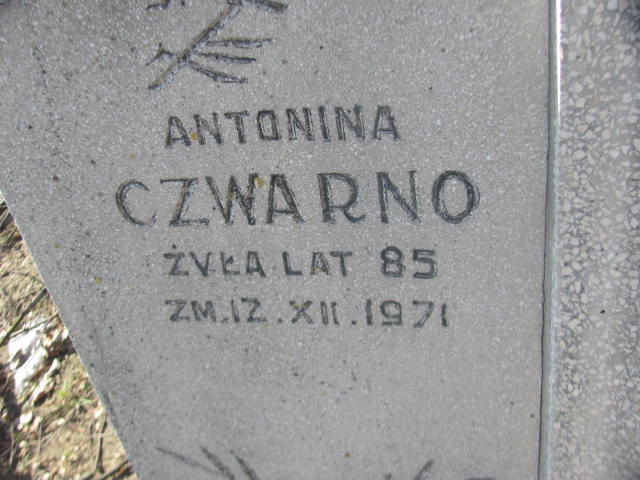 ANTONINA
CZWARNO
ŻYŁA LAT 85
ZM. 12. XII. 1971